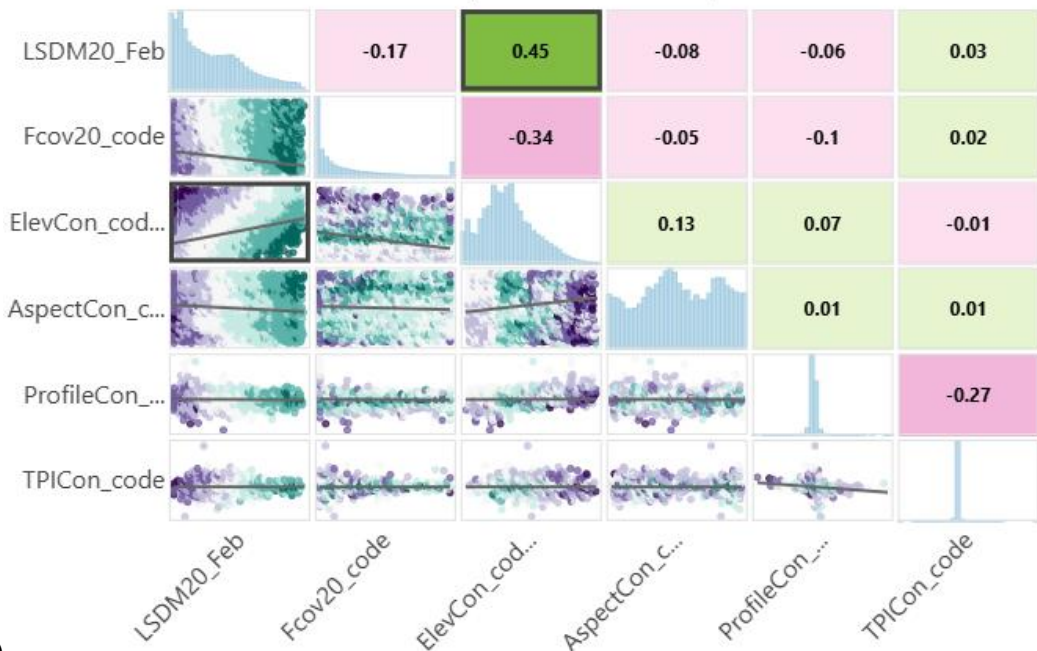 LSDM20_Feb -0.17 0.45 -0.08 -0.06 0.03
Fcov20_code -0.34 -0.05 -0.1 0.02
ElevCon_cod... 0.13 0.07 -0.01
AspectCon_c... 0.01 0.01
ProfileCon_... -0.27
TPICon_code
LSDM20_Feb Fcov20_code ElevCon_cod... AspectCon_c... ProfileCon_... TPICon_code